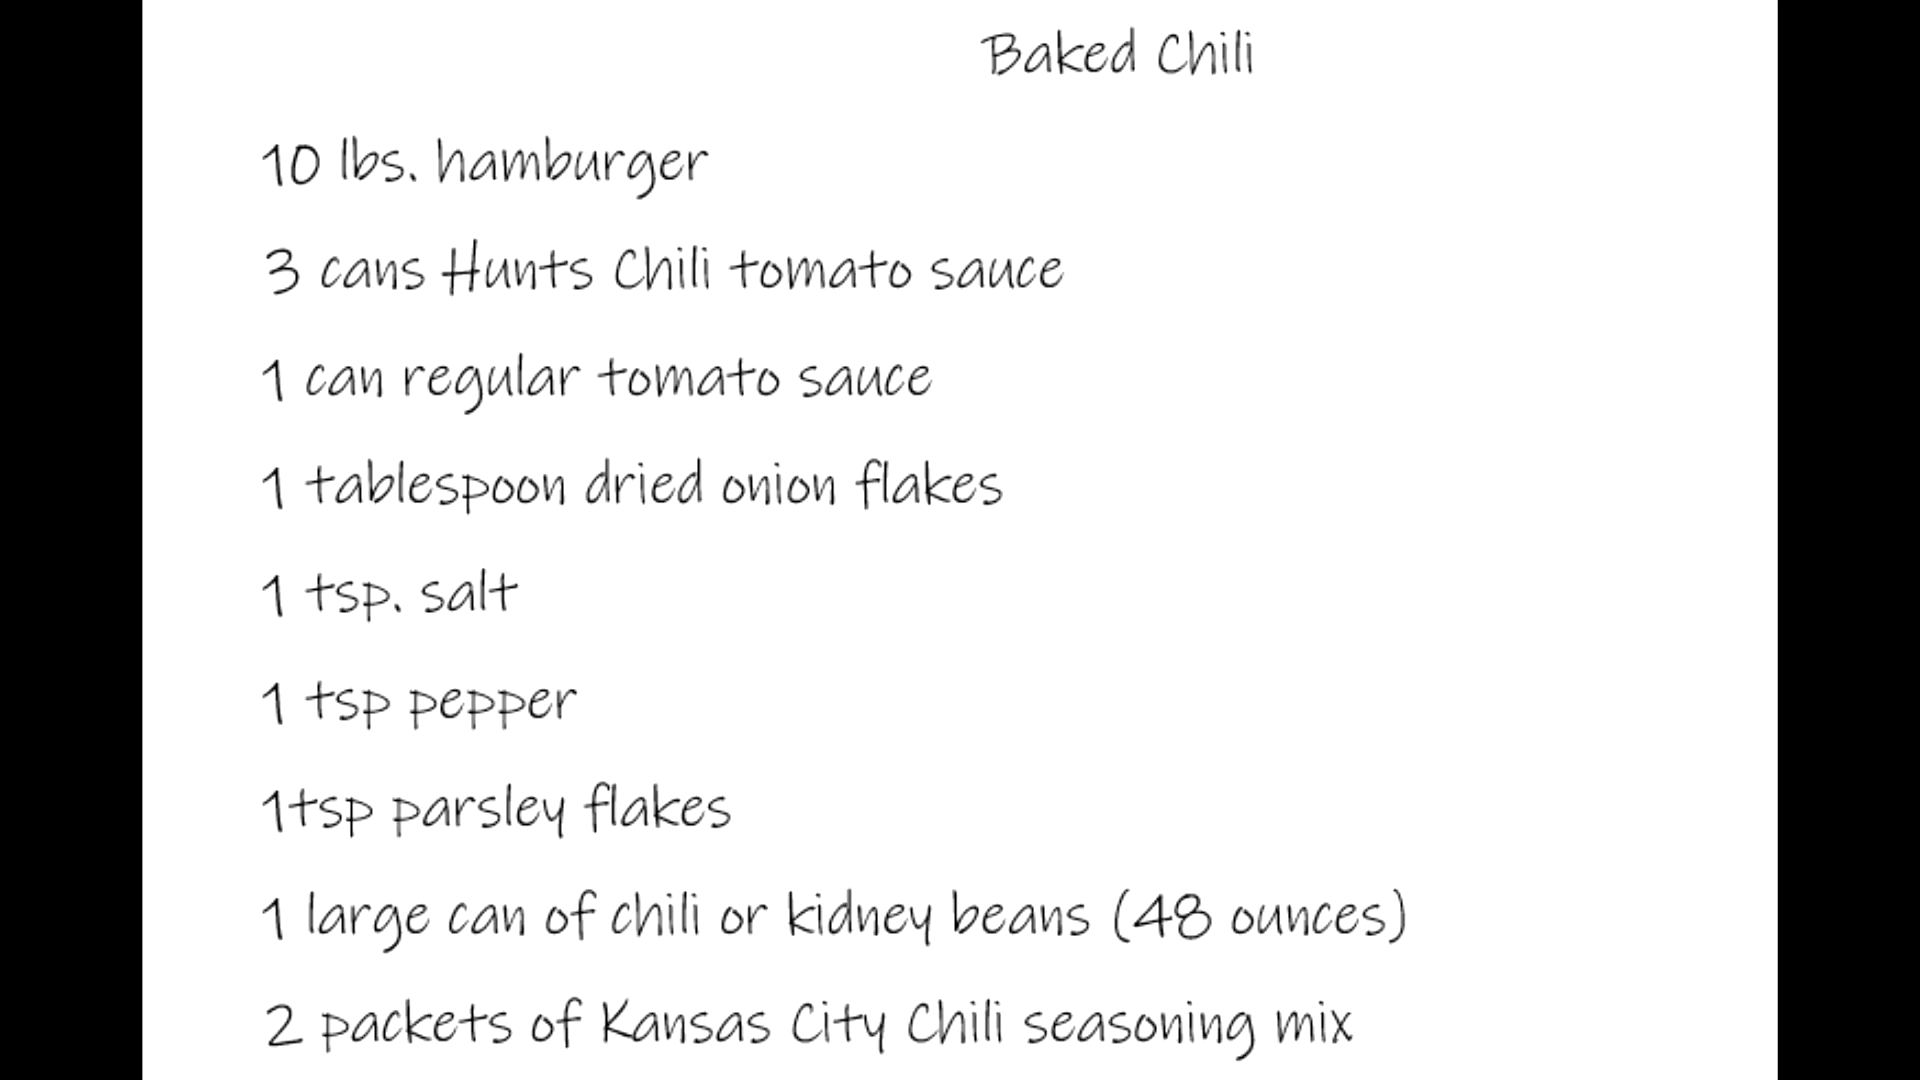 Baked Chili
10 lbs. hamburger
3 cans Hunts Chili tomato sauce
1 can regular tomato sauce
1 tablespoon dried onion flakes
1 tsp. salt
1 tsp pepper
1tsp parsley flakes
1 large can of chili or kidney beans (48 ounces)
2 packets of Kansas City Chili seasoning mix